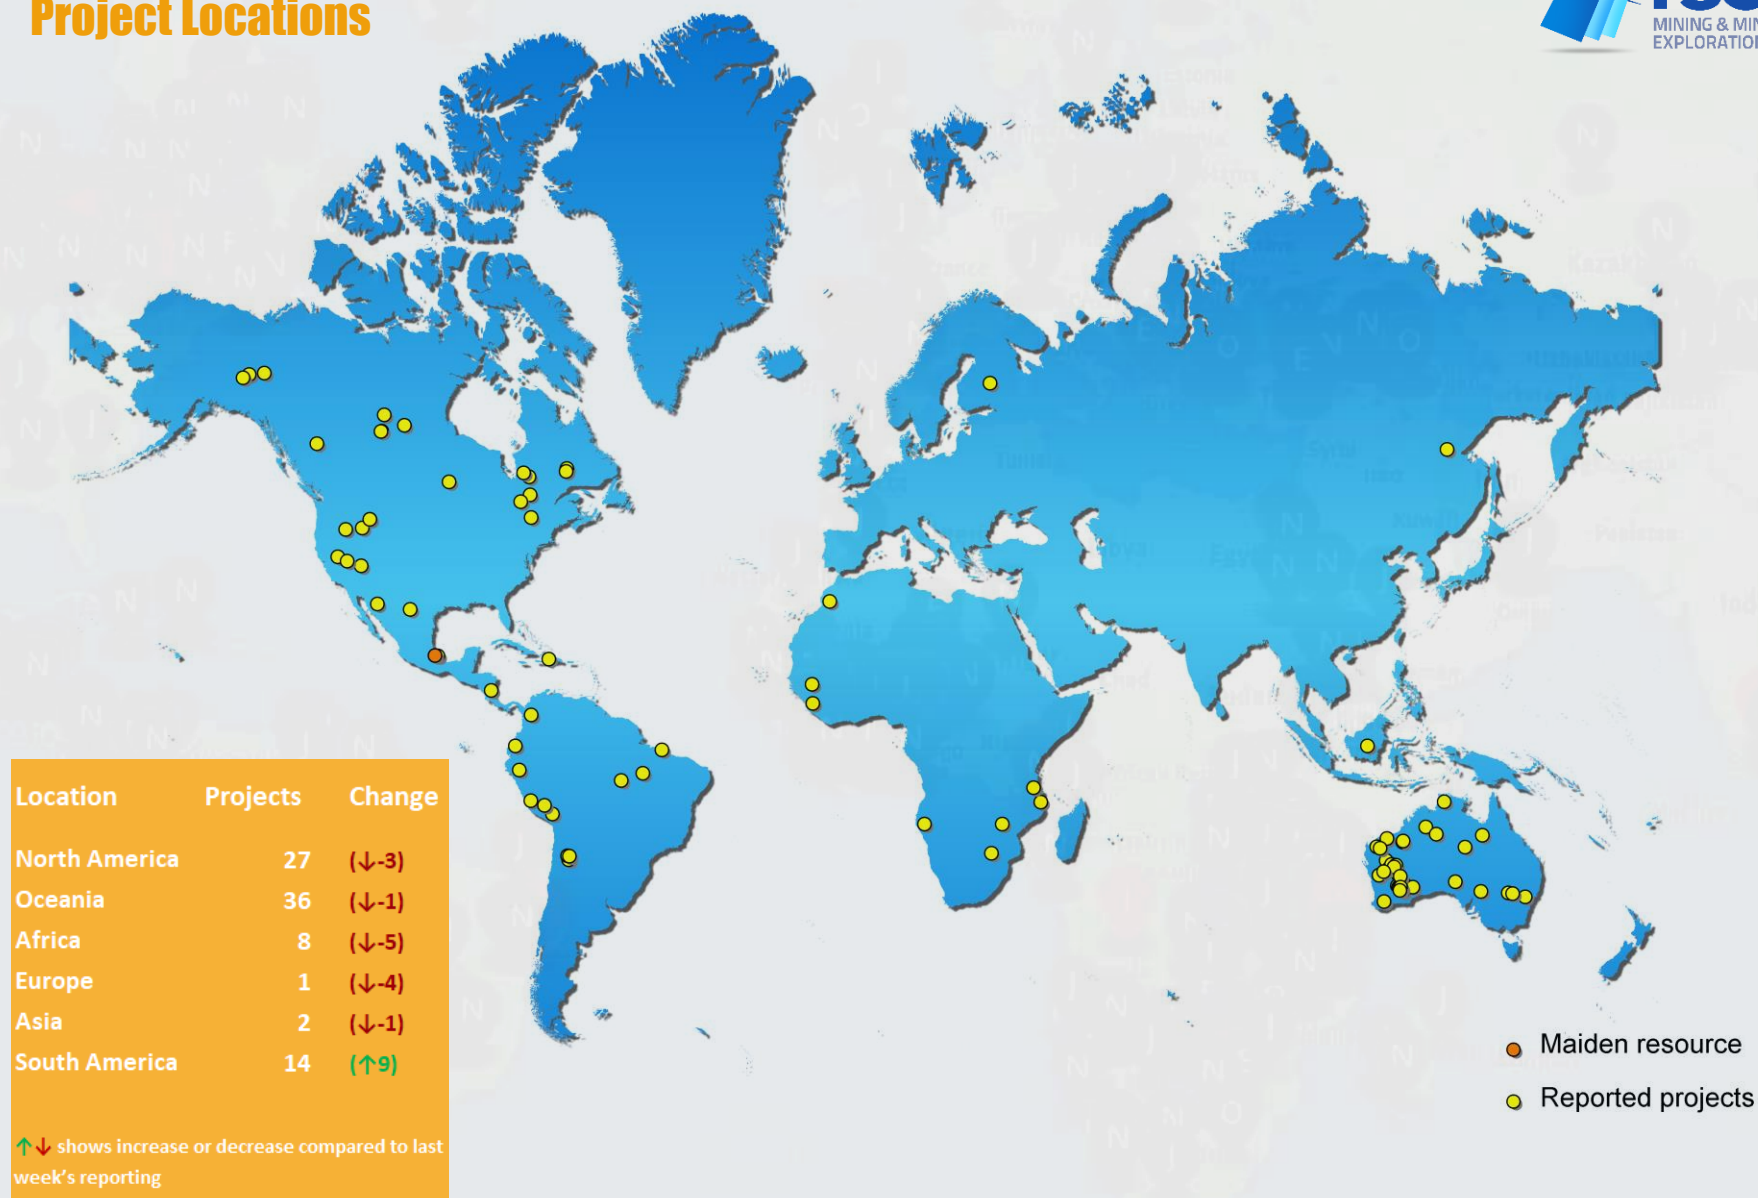 Project Locations
MINING & MIN
EXPLORATION
Location Projects Change
North America 27 (↓-3)
Oceania 36 (↓-1)
Africa 8 (↓-5)
Europe 1 (↓-4)
Asia 2 (↓-1)
South America 14 (↑9)
↑↓ shows increase or decrease compared to last
week's reporting
Maiden resource
Reported projects